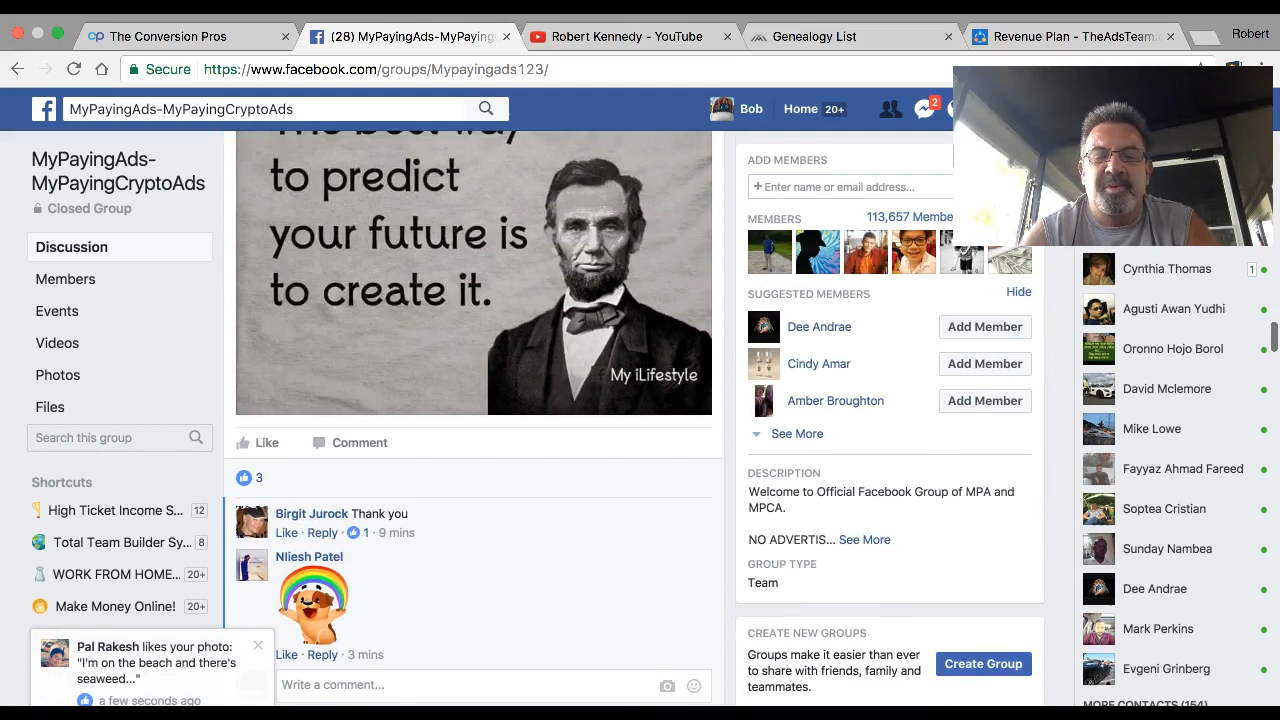 The Conversion Pros
(28) MyPayingAds-MyPaying
Robert Kennedy - YouTube
Genealogy List
Revenue Plan - TheAdsTeam.c
Robert
Secure
https://www.facebook.com/groups/Mypayingads123/
MyPayingAds-MyPayingCryptoAds
Bob
Home 20+
2
MyPayingAds-
MyPayingCryptoAds
Closed Group
Discussion
Members
Events
Videos
Photos
Files
Search this group
Shortcuts
High Ticket Income S... 12
Total Team Builder Sy... 8
WORK FROM HOME... 20+
Make Money Online! 20+
Pal Rakesh likes your photo:
"I'm on the beach and there's
seaweed..."
a few seconds ago
The best way
to predict
your future is
to create it.
My iLifestyle
Like Comment
3
Birgit Jurock Thank you
Like · Reply · 1 · 9 mins
Nliesh Patel
Like · Reply · 3 mins
Write a comment...
ADD MEMBERS
+ Enter name or email address...
MEMBERS 113,657 Membe
SUGGESTED MEMBERS Hide
Dee Andrae Add Member
Cindy Amar Add Member
Amber Broughton Add Member
See More
DESCRIPTION
Welcome to Official Facebook Group of MPA and
MPCA.
NO ADVERTIS... See More
GROUP TYPE
Team
CREATE NEW GROUPS
Groups make it easier than ever
to share with friends, family and
teammates.
Create Group
Cynthia Thomas 1
Agusti Awan Yudhi
Oronno Hojo Borol
David Mclemore
Mike Lowe
Fayyaz Ahmad Fareed
Soptea Cristian
Sunday Nambea
Dee Andrae
Mark Perkins
Evgeni Grinberg
MORE CONTACTS (154)